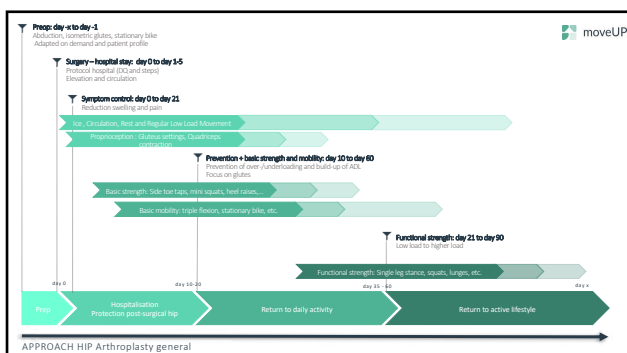 Preop: day -x to day -1
Abduction, isometric glutes, stationary bike
Adapted on demand and patient profile
moveUP
Surgery – hospital stay: day 0 to day 1-5
Protocol hospital (DQ and steps)
Elevation and circulation
Symptom control: day 0 to 21
Reduction swelling and pain
Ice , Circulation, Rest and Regular Low Load Movement
Proprioception : Gluteus settings, Quadriceps
contraction
Prevention + basic strength and mobility: day 10 to 60
Prevention of over-/underloading and build-up of ADL
Focus on glutes
Basic strength: Side toe taps, mini squats, heel raises,...
Basic mobility: triple flexion, stationary bike, etc.
Functional strength: day 21 to 90
Low load to higher load
Functional strength: Single leg stance, squats, lunges, etc.
day 0
day 10-20
day 35 - 60
day x
Prep
Hospitalisation
Protection post-surgical hip
Return to daily activity
Return to active lifestyle
APPROACH HIP Arthroplasty general